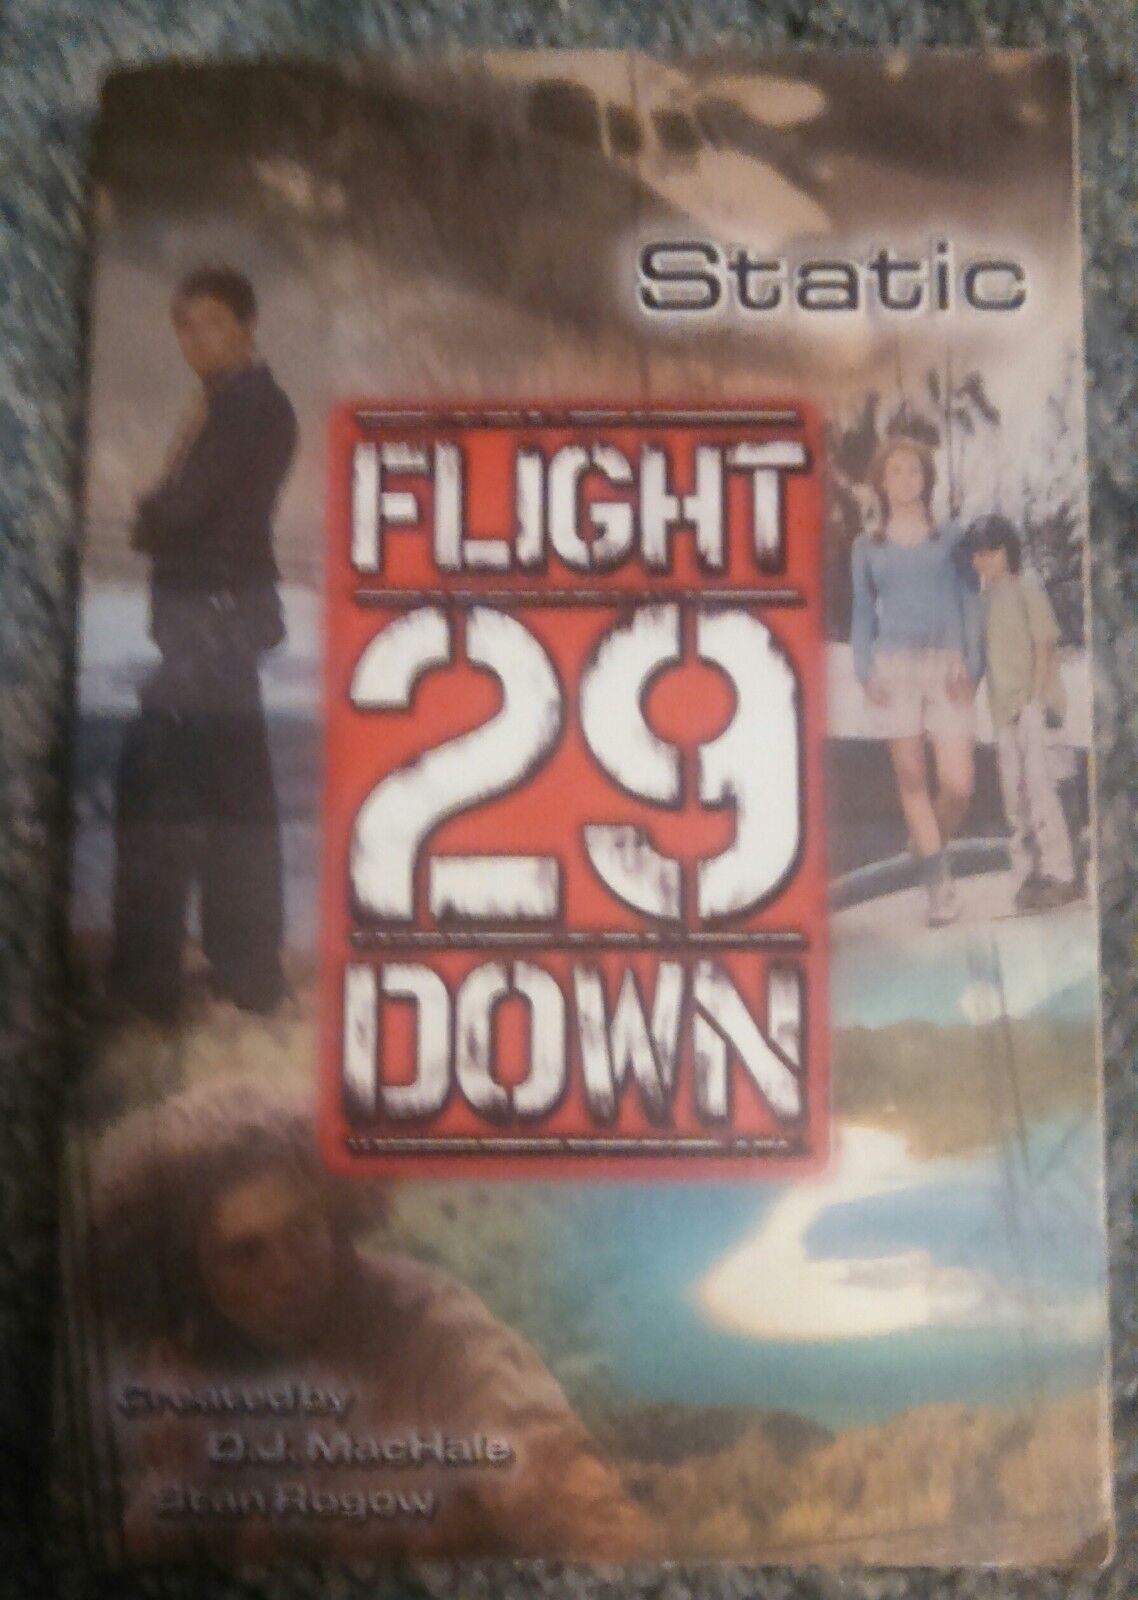 Static
FLIGHT
29
DOWN
Created by
D.J. MacHale
Stan Rogow